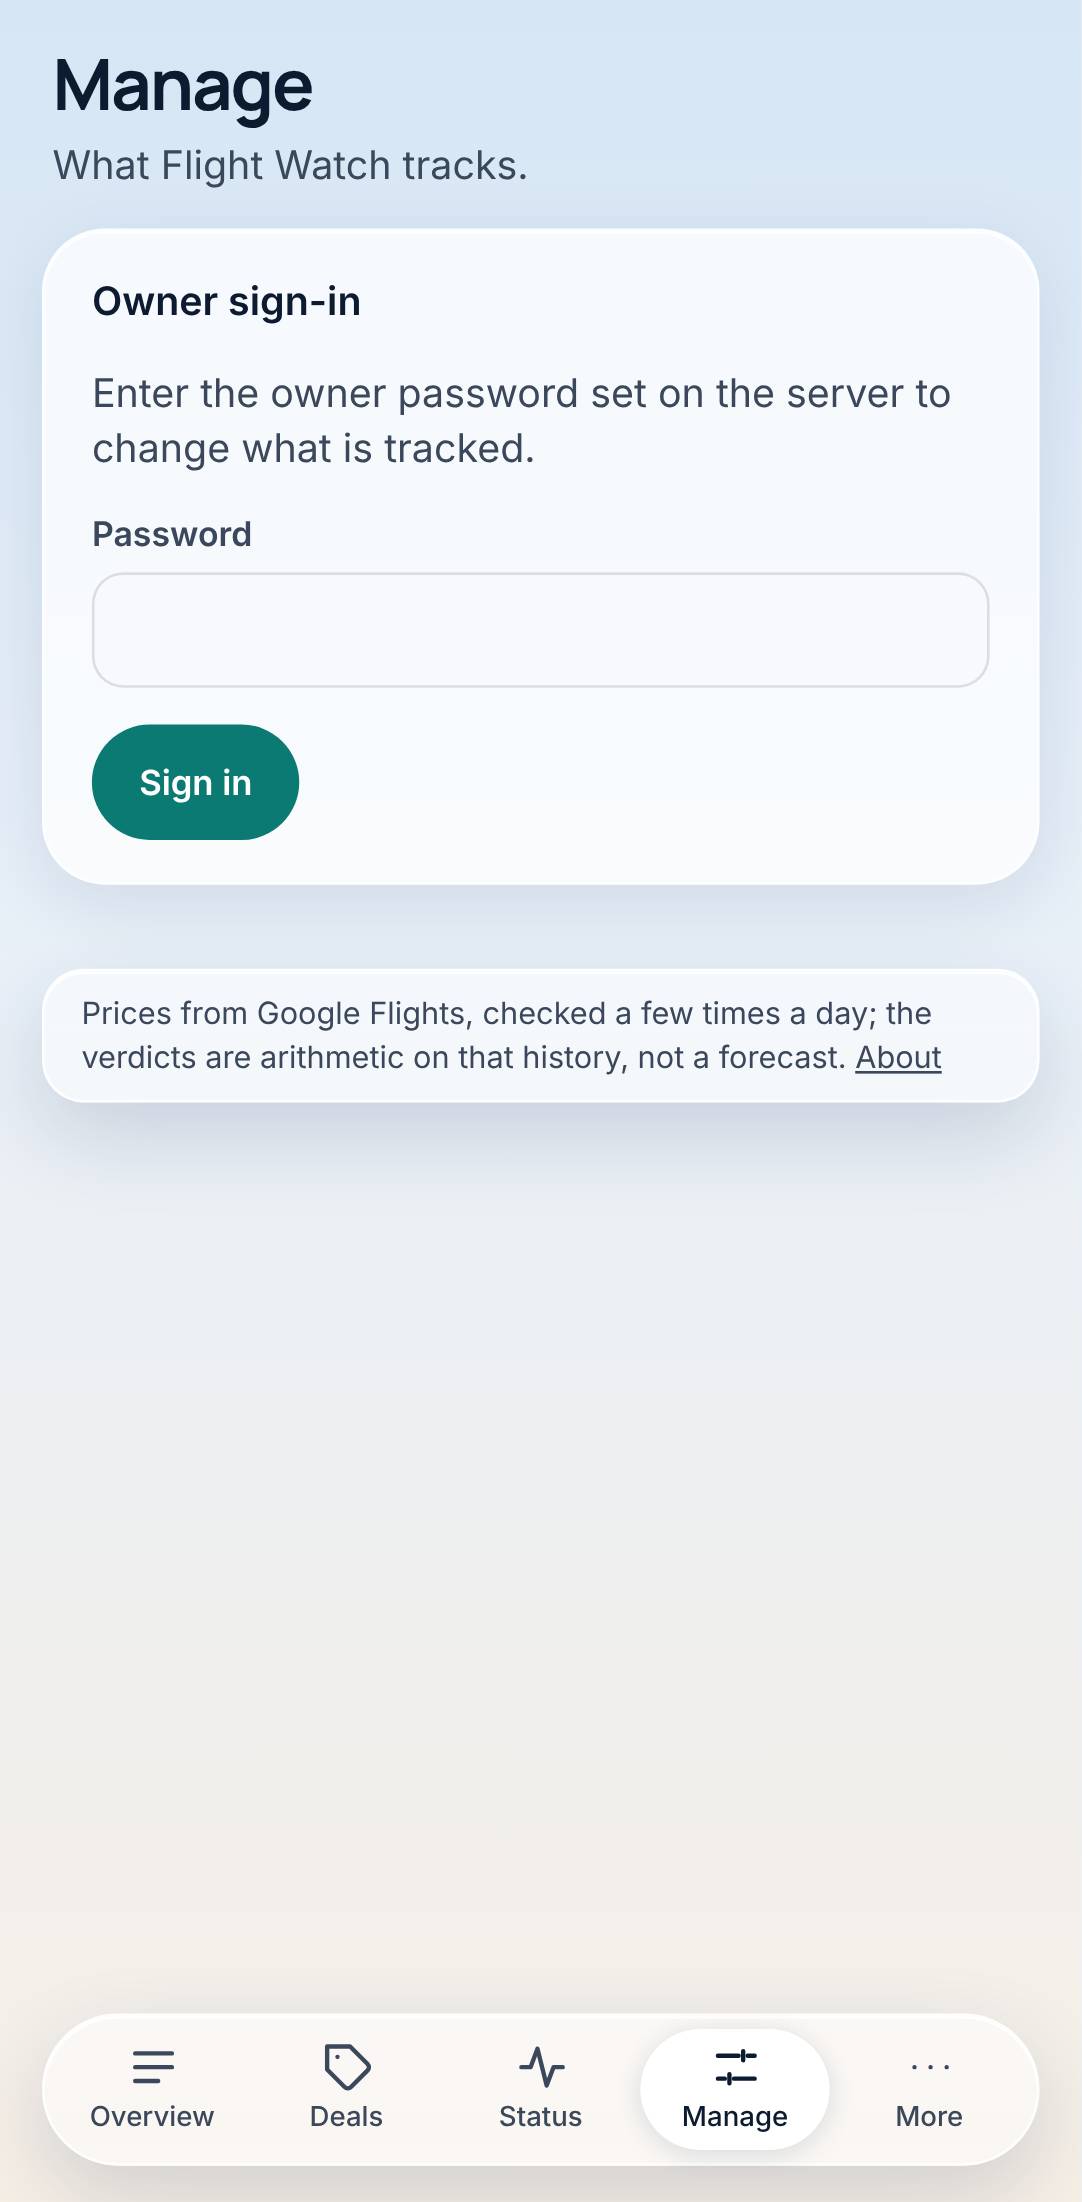 Manage
What Flight Watch tracks.
Owner sign-in
Enter the owner password set on the server to
change what is tracked.
Password
Sign in
Prices from Google Flights, checked a few times a day; the
verdicts are arithmetic on that history, not a forecast. About
Overview
Deals
Status
Manage
More